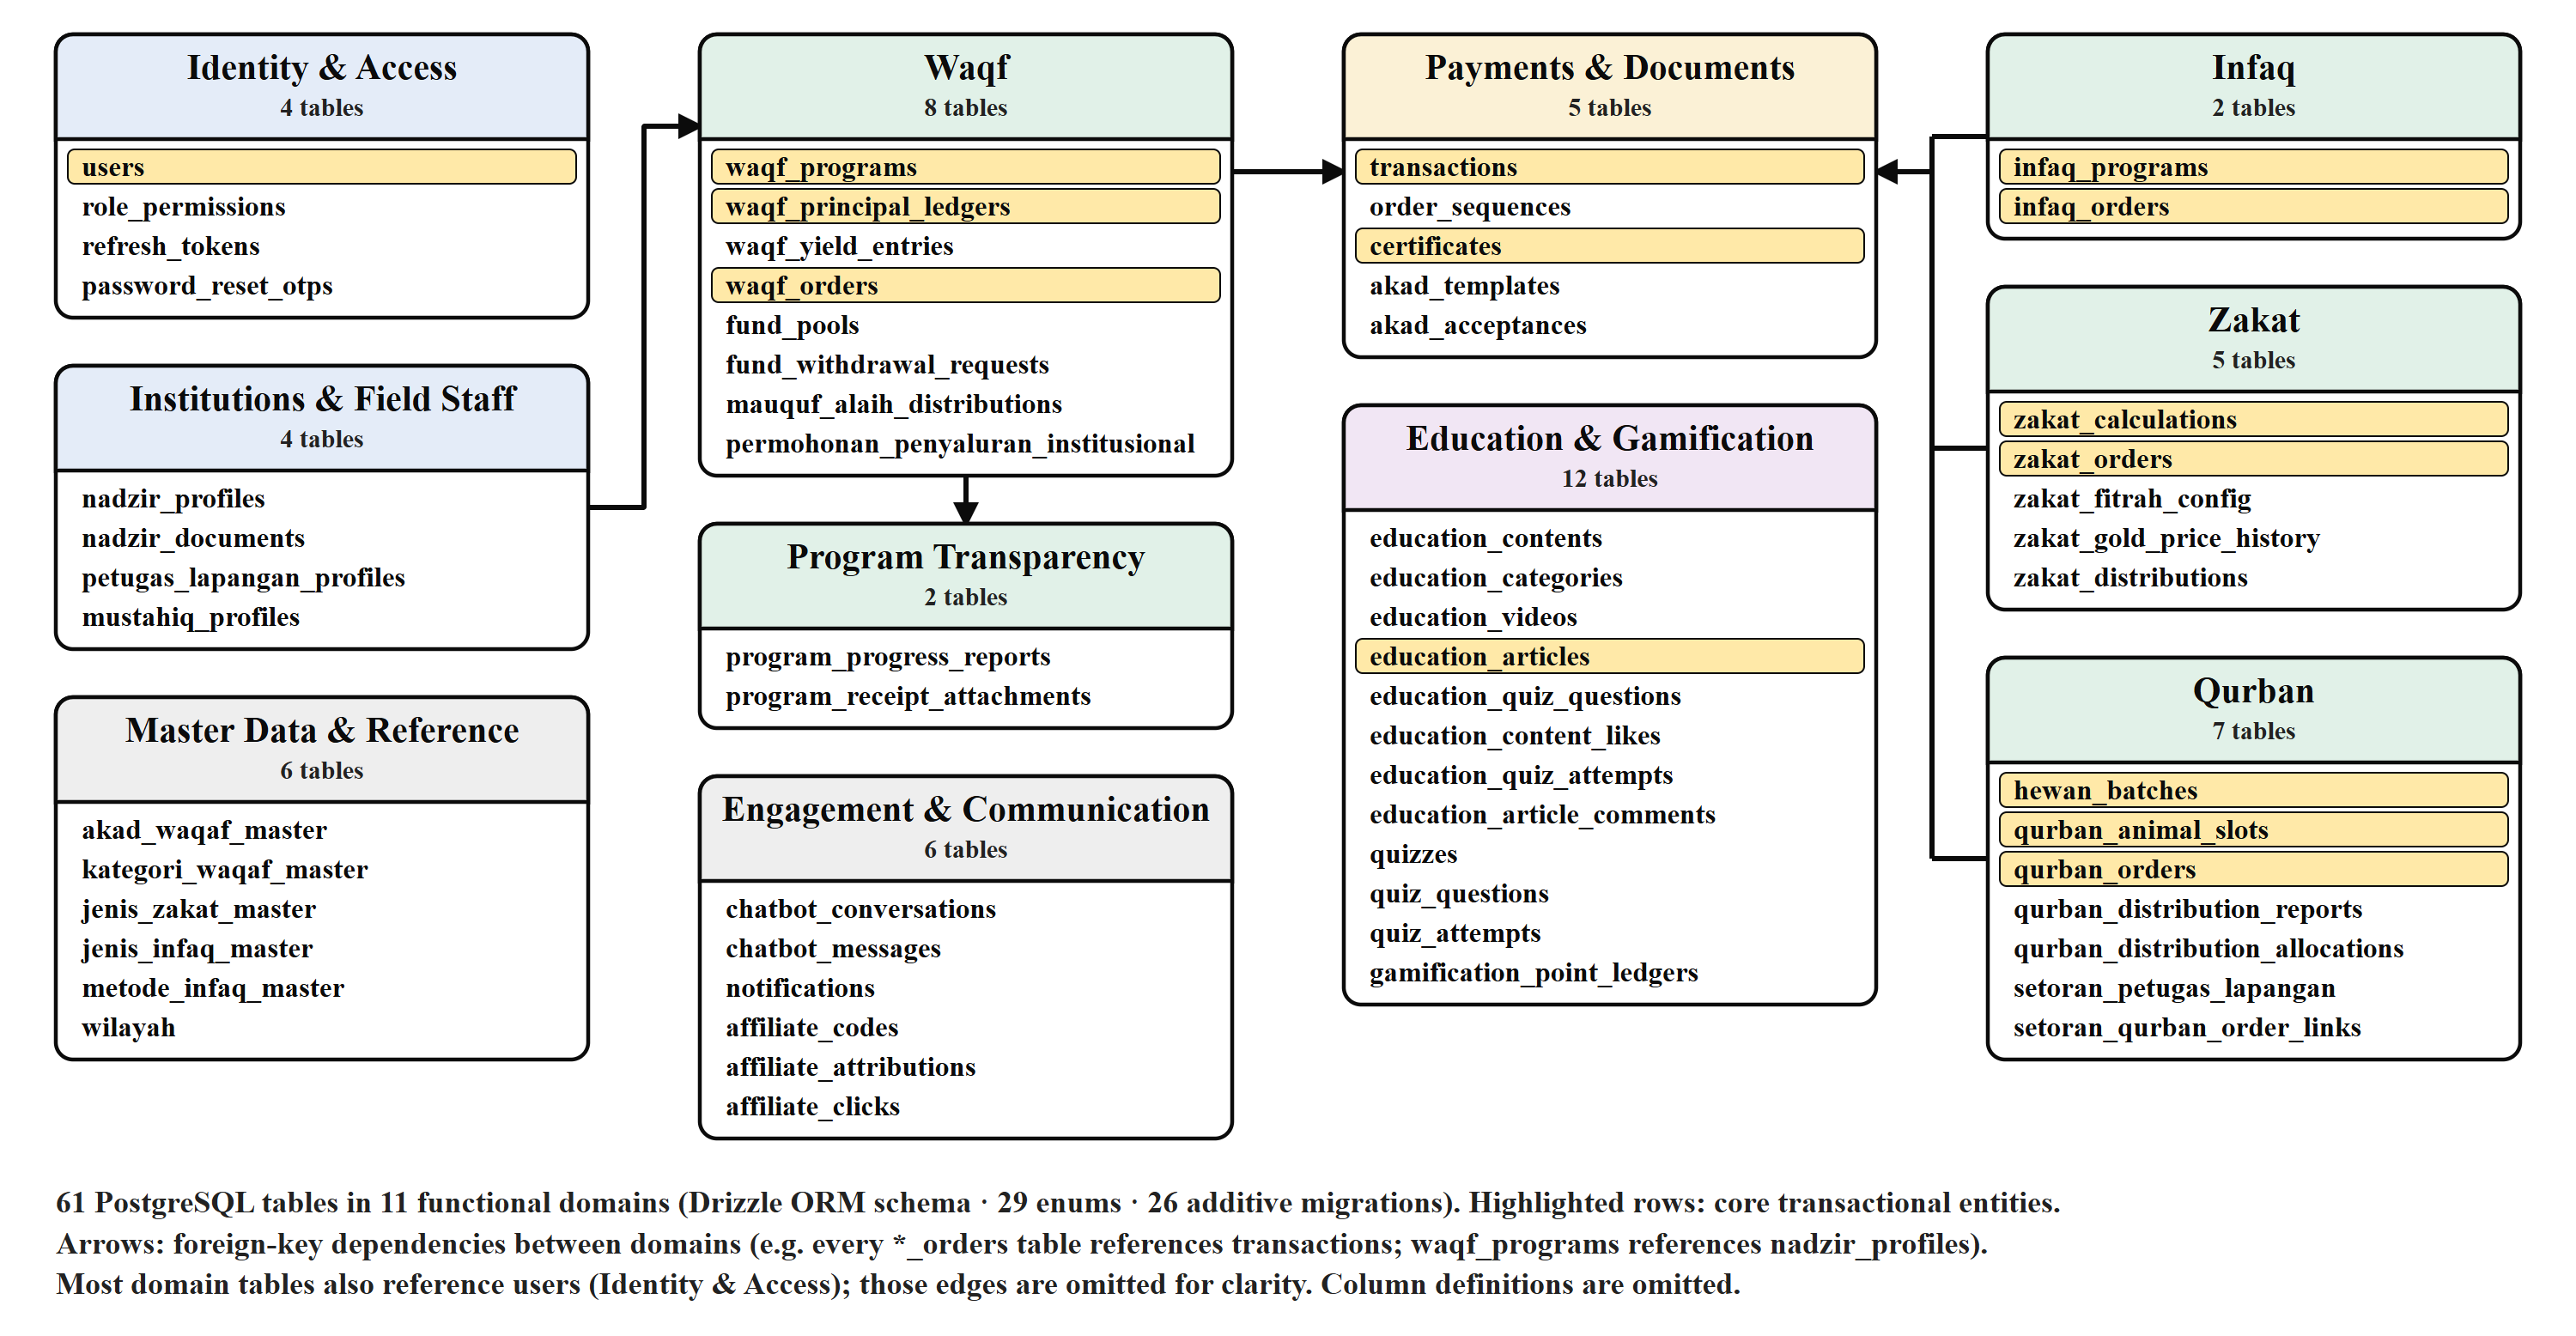 Identity & Access
4 tables
users
role_permissions
refresh_tokens
password_reset_otps
Institutions & Field Staff
4 tables
nadzir_profiles
nadzir_documents
petugas_lapangan_profiles
mustahiq_profiles
Master Data & Reference
6 tables
akad_waqaf_master
kategori_waqaf_master
jenis_zakat_master
jenis_infaq_master
metode_infaq_master
wilayah
Waqf
8 tables
waqf_programs
waqf_principal_ledgers
waqf_yield_entries
waqf_orders
fund_pools
fund_withdrawal_requests
mauquf_alaih_distributions
permohonan_penyaluran_institusional
Program Transparency
2 tables
program_progress_reports
program_receipt_attachments
Engagement & Communication
6 tables
chatbot_conversations
chatbot_messages
notifications
affiliate_codes
affiliate_attributions
affiliate_clicks
Payments & Documents
5 tables
transactions
order_sequences
certificates
akad_templates
akad_acceptances
Education & Gamification
12 tables
education_contents
education_categories
education_videos
education_articles
education_quiz_questions
education_content_likes
education_quiz_attempts
education_article_comments
quizzes
quiz_questions
quiz_attempts
gamification_point_ledgers
Infaq
2 tables
infaq_programs
infaq_orders
Zakat
5 tables
zakat_calculations
zakat_orders
zakat_fitrah_config
zakat_gold_price_history
zakat_distributions
Qurban
7 tables
hewan_batches
qurban_animal_slots
qurban_orders
qurban_distribution_reports
qurban_distribution_allocations
setoran_petugas_lapangan
setoran_qurban_order_links
61 PostgreSQL tables in 11 functional domains (Drizzle ORM schema · 29 enums · 26 additive migrations). Highlighted rows: core transactional entities.
Arrows: foreign-key dependencies between domains (e.g. every *_orders table references transactions; waqf_programs references nadzir_profiles).
Most domain tables also reference users (Identity & Access); those edges are omitted for clarity. Column definitions are omitted.